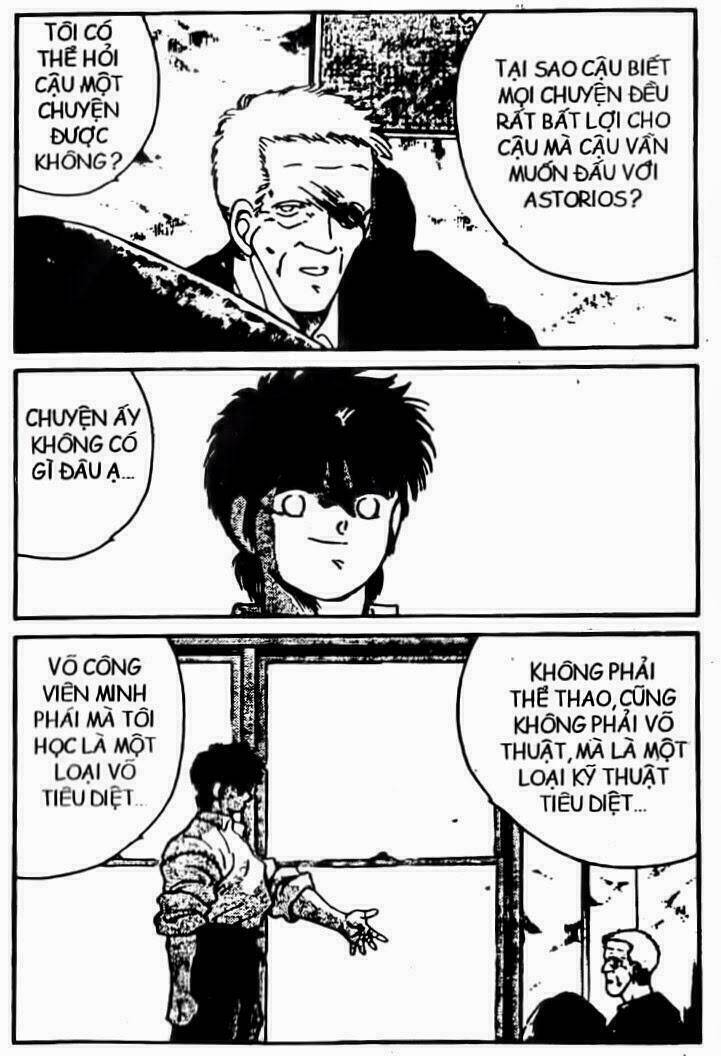 TÔI CÓ
THỂ HỎI
CẬU MỘT
CHUYỆN
ĐƯỢC
KHÔNG?
TẠI SAO CẬU BIẾT
MỌI CHUYỆN ĐỀU
RẤT BẤT LỢI CHO
CẬU MÀ CẬU VẪN
MUỐN ĐẤU VỚI
ASTORIOS?
CHUYỆN ẤY
KHÔNG CÓ
GÌ ĐÂU Ạ...
VÕ CÔNG
VIÊN MINH
PHÁI MÀ TÔI
HỌC LÀ MỘT
LOẠI VÕ
TIÊU DIỆT...
KHÔNG PHẢI
THỂ THAO, CŨNG
KHÔNG PHẢI VÕ
THUẬT, MÀ LÀ MỘT
LOẠI KỸ THUẬT
TIÊU DIỆT...